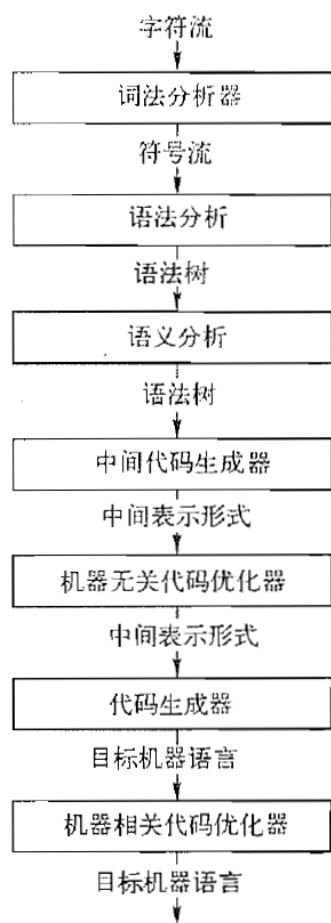 字符流
词法分析器
符号流
语法分析
语法树
语义分析
语法树
中间代码生成器
中间表示形式
机器无关代码优化器
中间表示形式
代码生成器
目标机器语言
机器相关代码优化器
目标机器语言